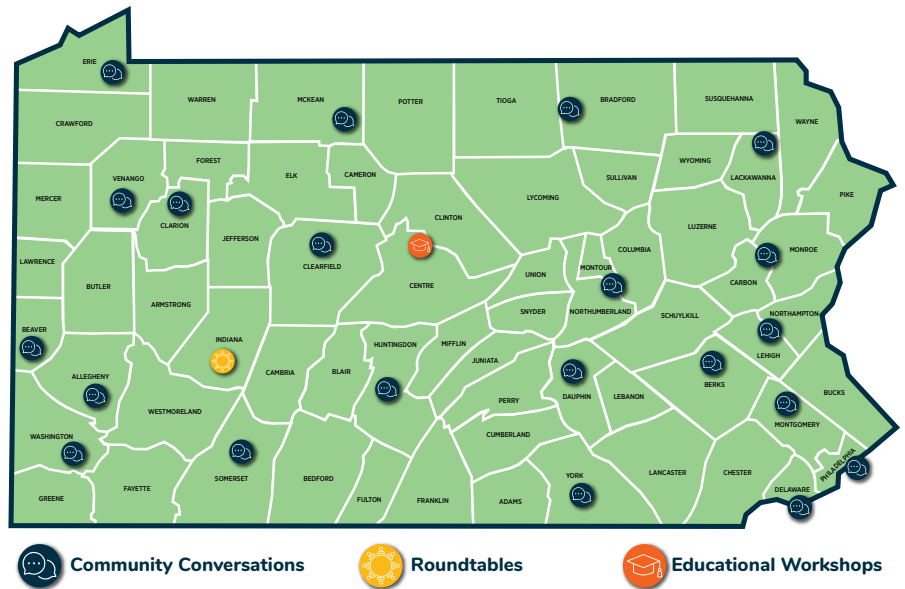 ERIE
WARREN
MCKEAN
POTTER
TIOGA
BRADFORD
SUSQUEHANNA
WAYNE
CRAWFORD
FOREST
WYOMING
VENANGO
ELK
CAMERON
SULLIVAN
LACKAWANNA
MERCER
LYCOMING
PIKE
CLARION
CLINTON
LUZERNE
JEFFERSON
COLUMBIA
MONROE
LAWRENCE
CLEARFIELD
MONTOUR
UNION
CARBON
BUTLER
CENTRE
ARMSTRONG
SNYDER
NORTHUMBERLAND
SCHUYLKILL
NORTHAMPTON
BEAVER
INDIANA
HUNTINGDON
MIFFLIN
LEHIGH
JUNIATA
ALLEGHENY
CAMBRIA
BLAIR
BERKS
BUCKS
DAUPHIN
LEBANON
PERRY
WESTMORELAND
MONTGOMERY
WASHINGTON
CUMBERLAND
PHILADELPHIA
SOMERSET
BEDFORD
YORK
LANCASTER
CHESTER
GREENE
FAYETTE
FULTON
FRANKLIN
ADAMS
DELAWARE
Community Conversations
Roundtables
Educational Workshops